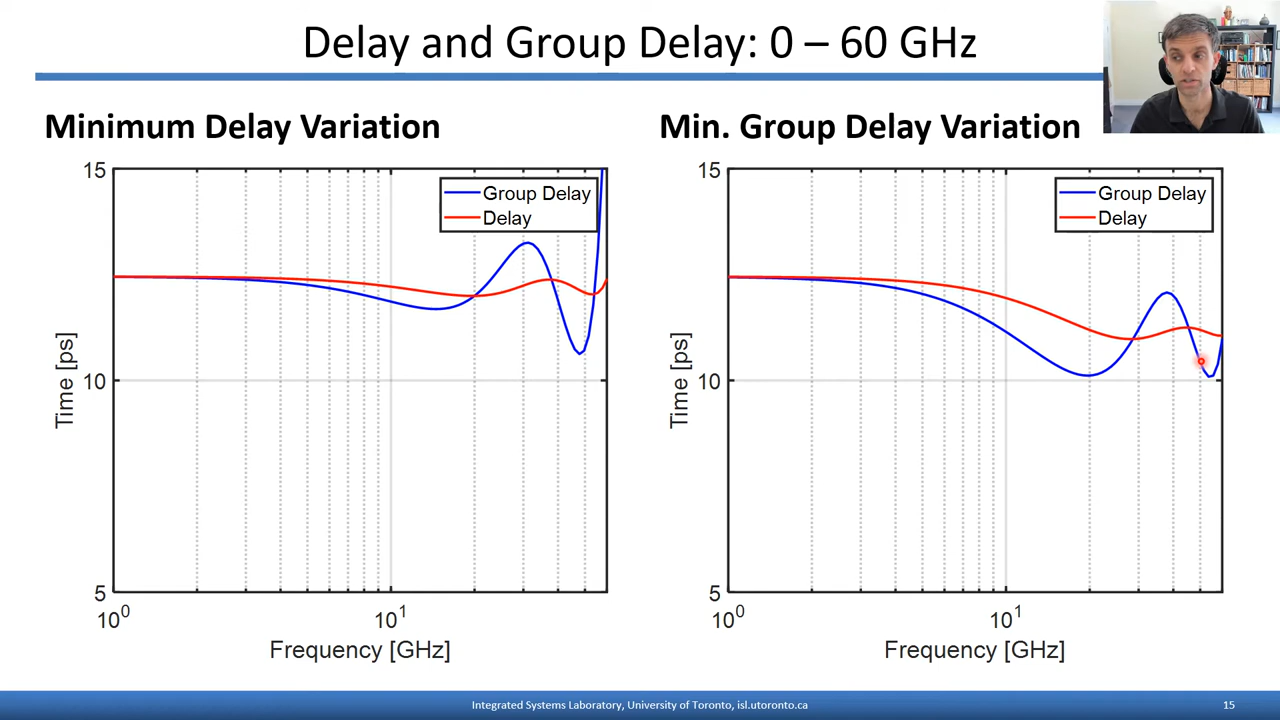 Delay and Group Delay: 0 – 60 GHz
Minimum Delay Variation
15
10
5
Time [ps]
Group Delay
Delay
10^0
10^1
Frequency [GHz]
Min. Group Delay Variation
15
10
5
Time [ps]
Group Delay
Delay
10^0
10^1
Frequency [GHz]
Integrated Systems Laboratory, University of Toronto, isl.utoronto.ca
15